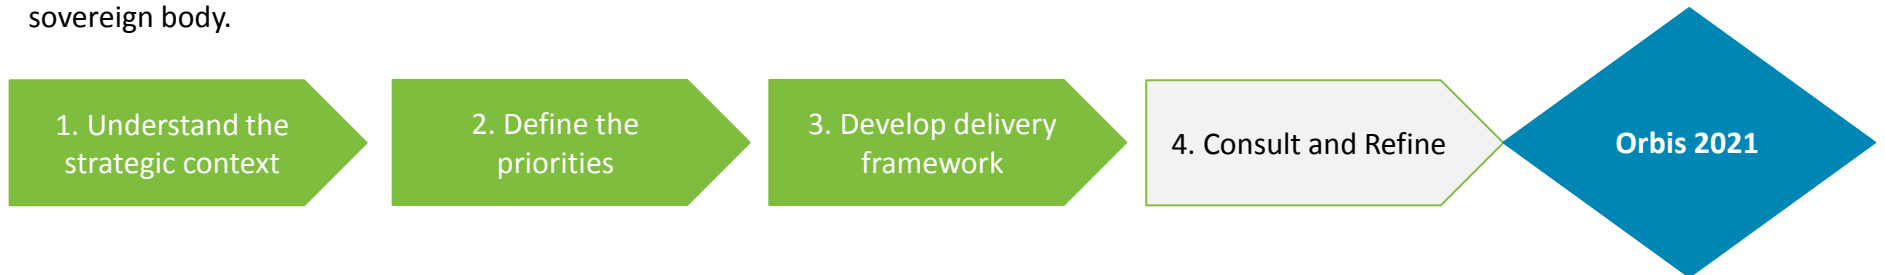 sovereign body.
1. Understand the
strategic context
2. Define the
priorities
3. Develop delivery
framework
4. Consult and Refine
Orbis 2021